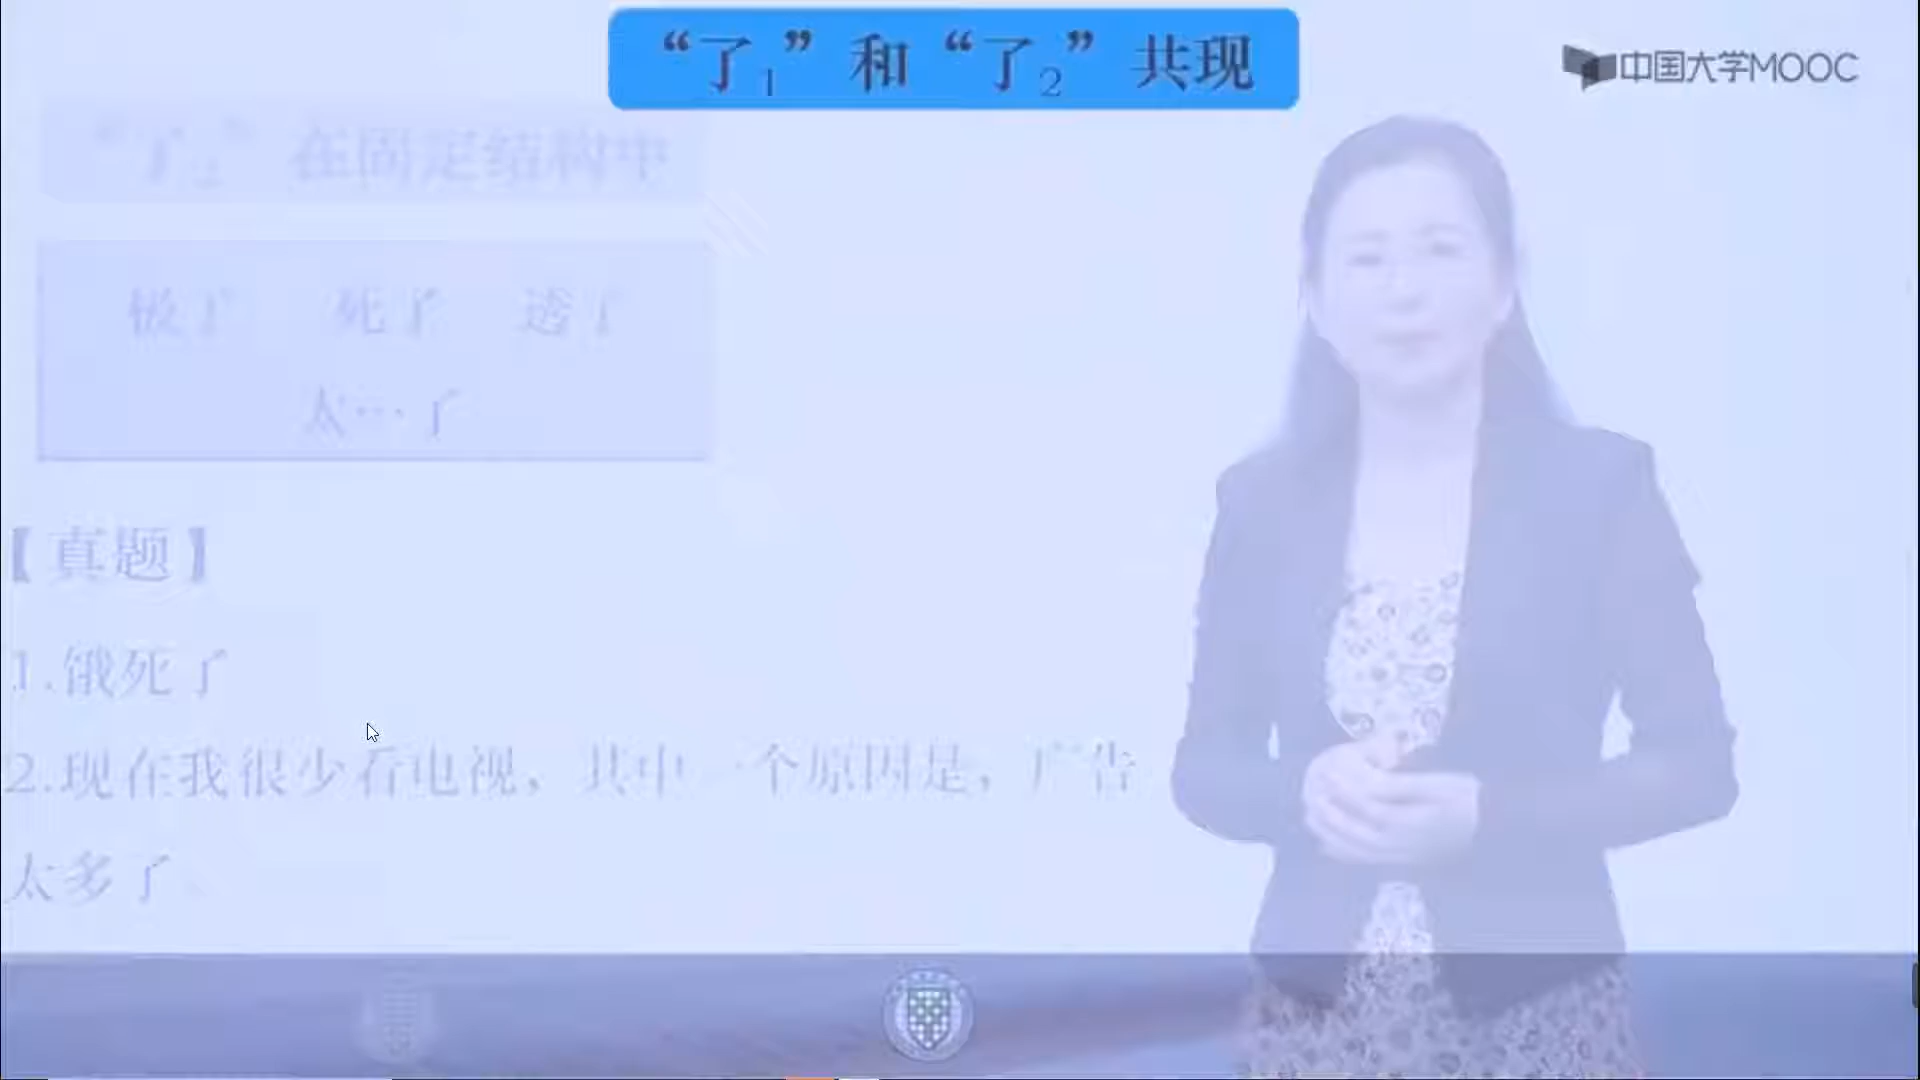 “了1” 和 “了2” 共现
中国大学MOOC
“了2” 在固定结构中
极了 死了 透了
太…了
【真题】
1.饿死了
2.现在我很少看电视，其中一个原因是，广告
太多了